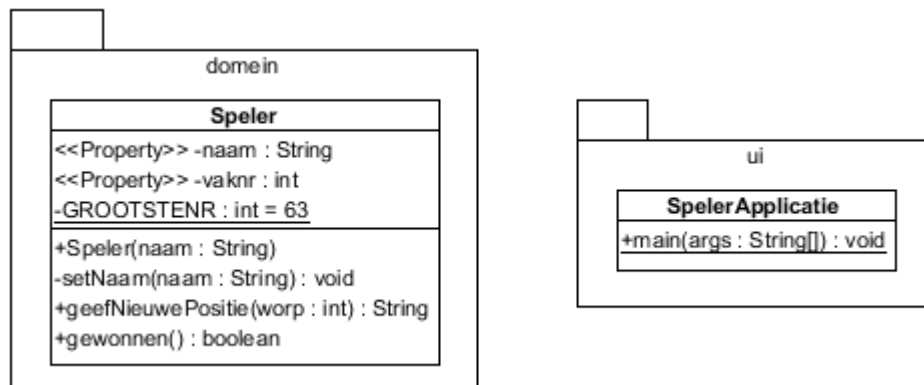 domein
Speler
<<Property>> -naam : String
<<Property>> -vaknr : int
-GROOTSTENR : int = 63
+Speler(naam : String)
-setNaam(naam : String) : void
+geefNieuwePositie(worp : int) : String
+gewonnen() : boolean
ui
SpelerApplicatie
+main(args : String[]) : void